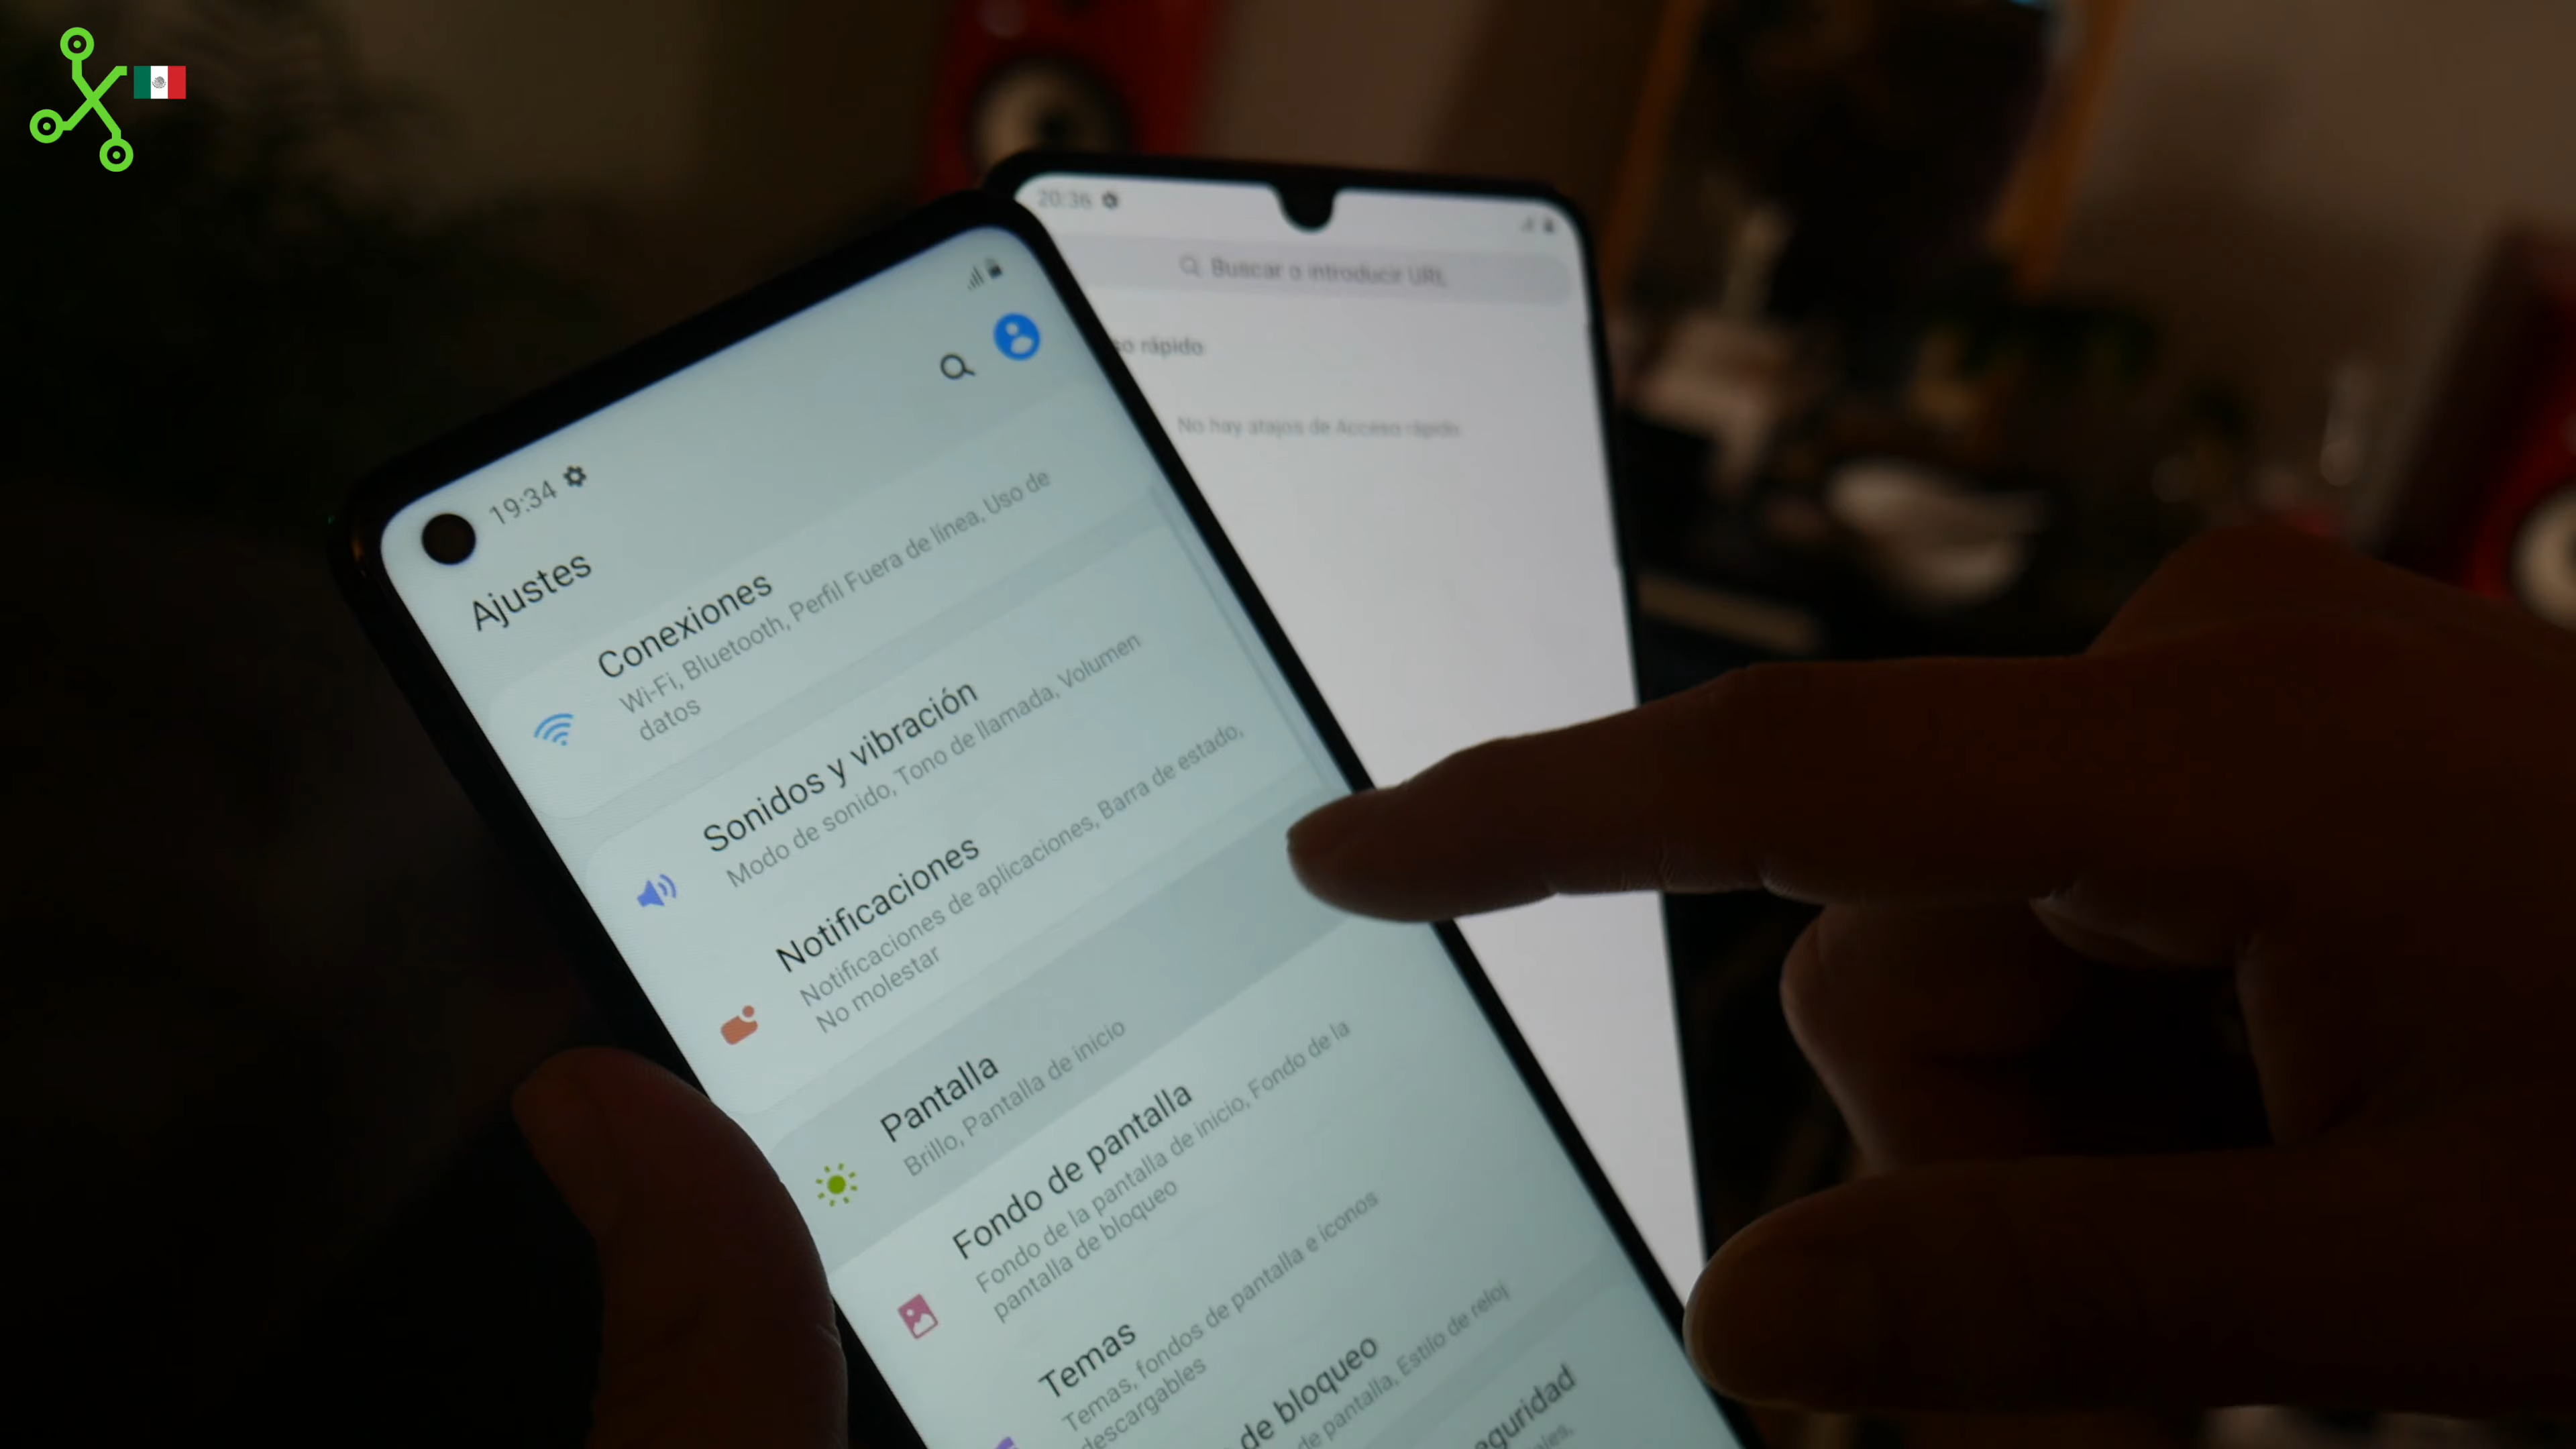 20:36
Buscar o introducir URL
o rápido
No hay atajos de Acceso rápido
19:34
Ajustes
Conexiones
Wi-Fi, Bluetooth, Perfil Fuera de línea, Uso de
datos
Sonidos y vibración
Modo de sonido, Tono de llamada, Volumen
Notificaciones
Notificaciones de aplicaciones, Barra de estado,
No molestar
Pantalla
Brillo, Pantalla de inicio
Fondo de pantalla
Fondo de la pantalla de inicio, Fondo de la
pantalla de bloqueo
Temas
Temas, fondos de pantalla e íconos
descargables
de bloqueo
de pantalla, Estilo de reloj
eguridad